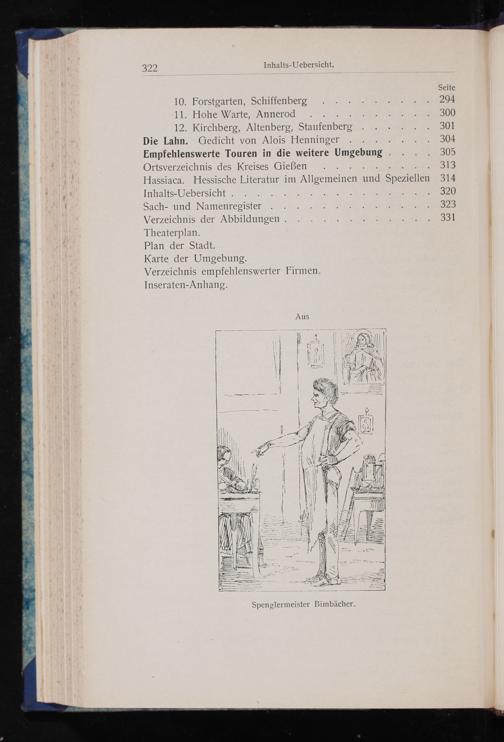 322
Inhalts-Uebersicht.
Seite
10. Forstgarten, Schiffenberg . . . . . . . . . . 294
11. Hohe Warte, Annerod . . . . . . . . . . 300
12. Kirchberg, Altenberg, Staufenberg . . . . . . 301
Die Lahn. Gedicht von Alois Henninger . . . . . . . 304
Empfehlenswerte Touren in die weitere Umgebung . . . . 305
Ortsverzeichnis des Kreises Gießen . . . . . . . . . . 313
Hassiaca. Hessische Literatur im Allgemeinen und Speziellen 314
Inhalts-Uebersicht . . . . . . . . . . . . . . . . . 320
Sach- und Namenregister . . . . . . . . . . . . . . 323
Verzeichnis der Abbildungen . . . . . . . . . . . . . 331
Theaterplan.
Plan der Stadt.
Karte der Umgebung.
Verzeichnis empfehlenswerter Firmen.
Inseraten-Anhang.
Aus
Spenglermeister Bimbächer.